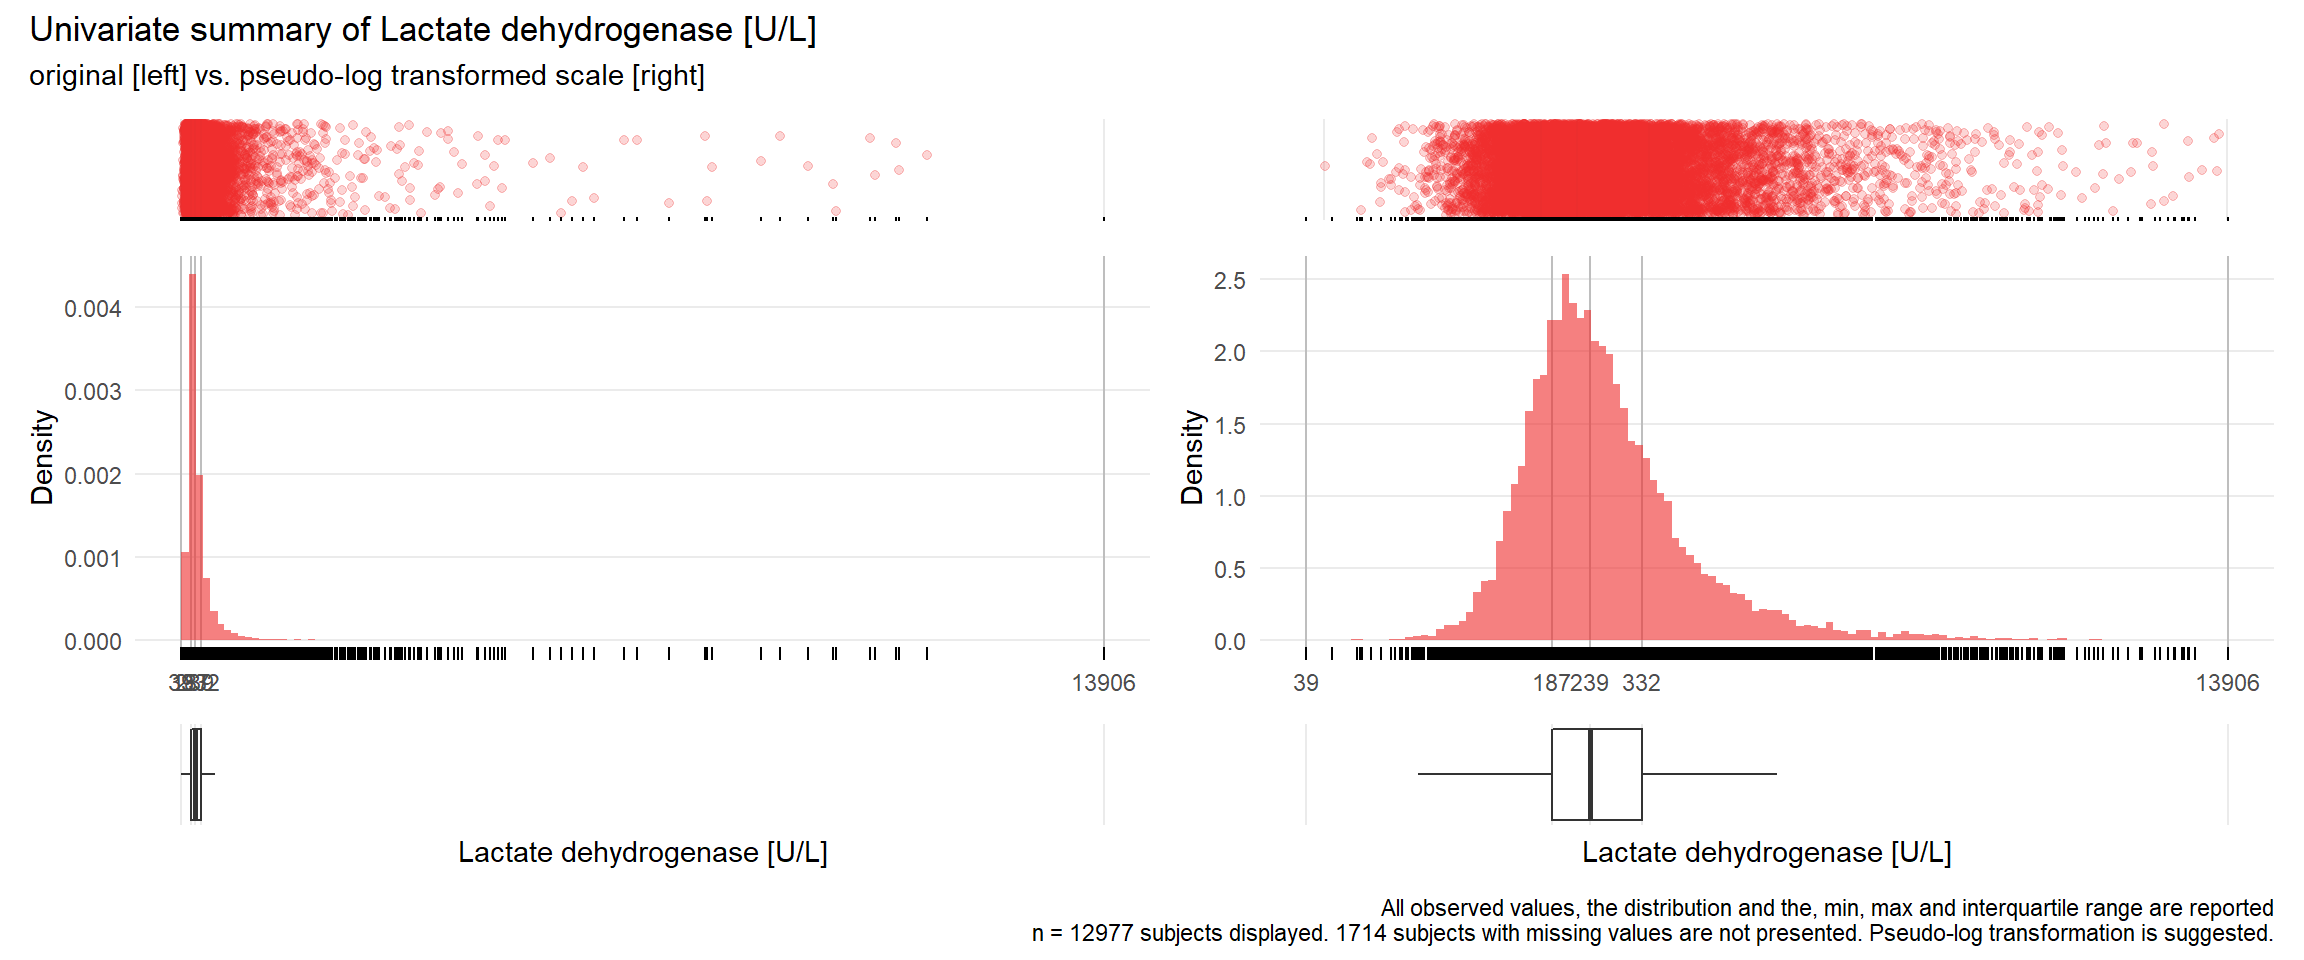 Univariate summary of Lactate dehydrogenase [U/L]
original [left] vs. pseudo-log transformed scale [right]
Density
0.004
0.003
0.002
0.001
0.000
13906
Lactate dehydrogenase [U/L]
Density
2.5
2.0
1.5
1.0
0.5
0.0
39 187 239 332 13906
Lactate dehydrogenase [U/L]
All observed values, the distribution and the, min, max and interquartile range are reported
n = 12977 subjects displayed. 1714 subjects with missing values are not presented. Pseudo-log transformation is suggested.